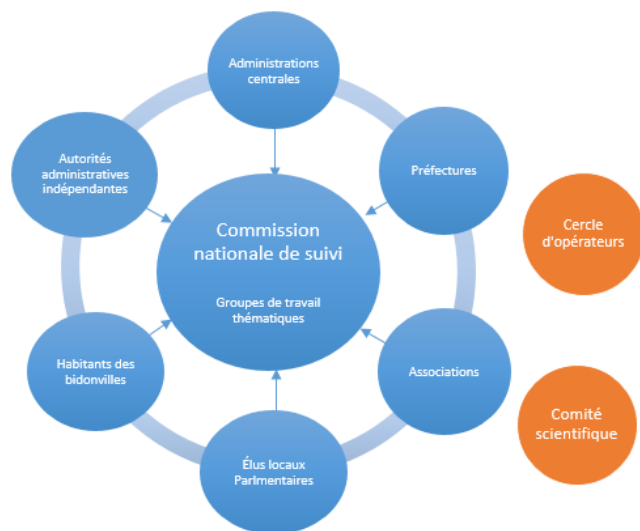 Administrations
centrales
Autorités
administratives
indépendantes
Préfectures
Commission
nationale de suivi
Groupes de travail
thématiques
Cercle
d'opérateurs
Habitants des
bidonvilles
Associations
Élus locaux
Parlmentaires
Comité
scientifique